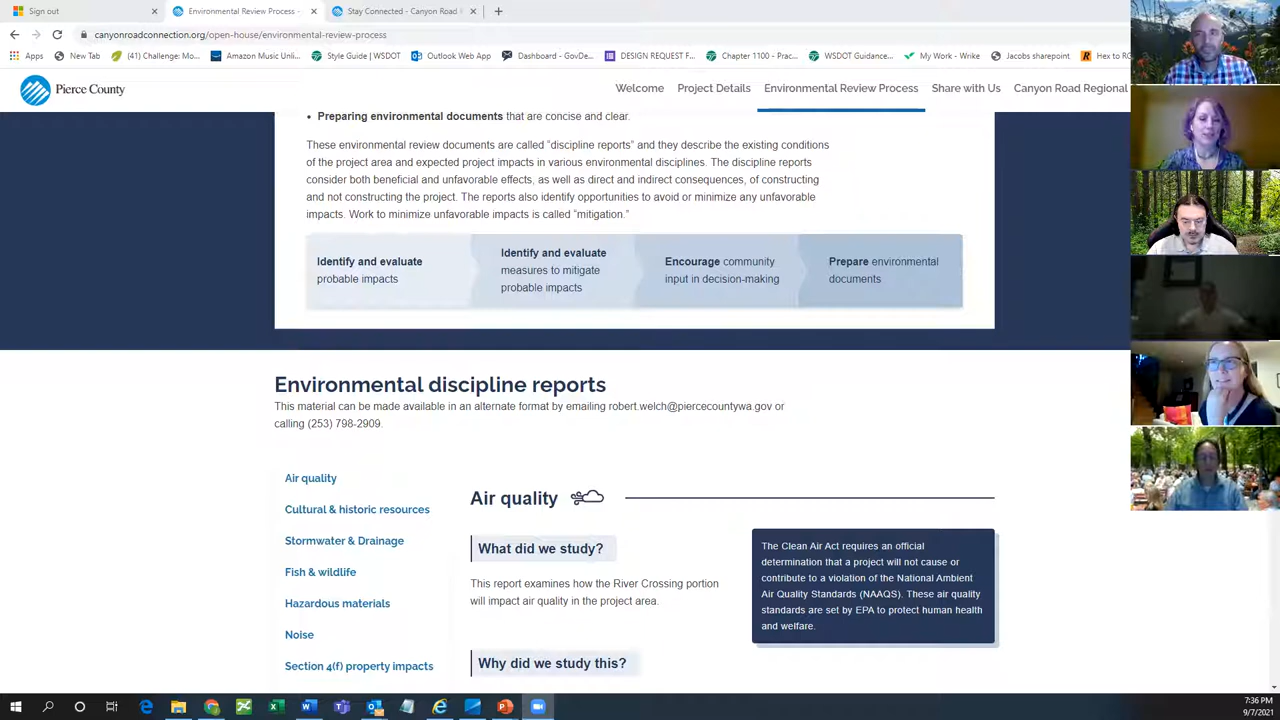 Sign out
Environmental Review Process -
Stay Connected - Canyon Road R
canyonroadconnection.org/open-house/environmental-review-process
Apps
New Tab
(41) Challenge: Mo...
Amazon Music Unli...
Style Guide | WSDOT
Outlook Web App
Dashboard - GovDe...
DESIGN REQUEST F...
Chapter 1100 - Prac...
WSDOT Guidance...
My Work - Wrike
Jacobs sharepoint
Hex to RG
Pierce County
Welcome
Project Details
Environmental Review Process
Share with Us
Canyon Road Regional
• Preparing environmental documents that are concise and clear.
These environmental review documents are called "discipline reports" and they describe the existing conditions
of the project area and expected project impacts in various environmental disciplines. The discipline reports
consider both beneficial and unfavorable effects, as well as direct and indirect consequences, of constructing
and not constructing the project. The reports also identify opportunities to avoid or minimize any unfavorable
impacts. Work to minimize unfavorable impacts is called "mitigation."
Identify and evaluate
probable impacts
Identify and evaluate
measures to mitigate
probable impacts
Encourage community
input in decision-making
Prepare environmental
documents
Environmental discipline reports
This material can be made available in an alternate format by emailing robert.welch@piercecountywa.gov or
calling (253) 798-2909.
Air quality
Cultural & historic resources
Stormwater & Drainage
Fish & wildlife
Hazardous materials
Noise
Section 4(f) property impacts
Air quality
What did we study?
This report examines how the River Crossing portion
will impact air quality in the project area.
Why did we study this?
The Clean Air Act requires an official
determination that a project will not cause or
contribute to a violation of the National Ambient
Air Quality Standards (NAAQS). These air quality
standards are set by EPA to protect human health
and welfare.
7:36 PM
9/7/2021